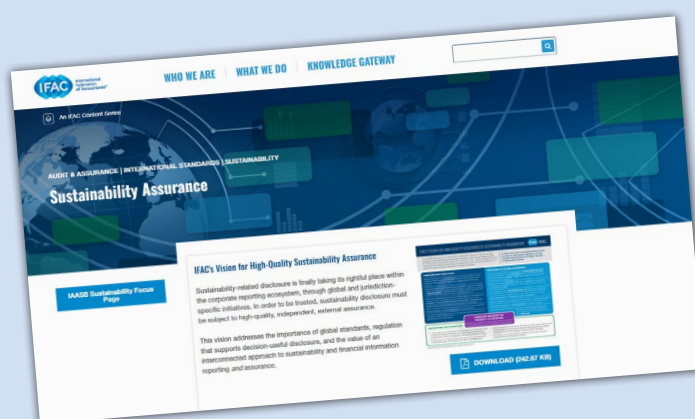 IFAC International
Federation
of Accountants
WHO WE ARE
WHAT WE DO
KNOWLEDGE GATEWAY
An IFAC Content Series
AUDIT & ASSURANCE | INTERNATIONAL STANDARDS | SUSTAINABILITY
Sustainability Assurance
IAASB Sustainability Focus
Page
IFAC's Vision for High-Quality Sustainability Assurance
Sustainability-related disclosure is finally taking its rightful place within
the corporate reporting ecosystem, through global and jurisdiction-
specific initiatives. In order to be trusted, sustainability disclosure must
be subject to high-quality, independent, external assurance.
This vision addresses the importance of global standards, regulation
that supports decision-useful disclosure, and the value of an
interconnected approach to sustainability and financial information
reporting and assurance.
DOWNLOAD (242.87 KB)